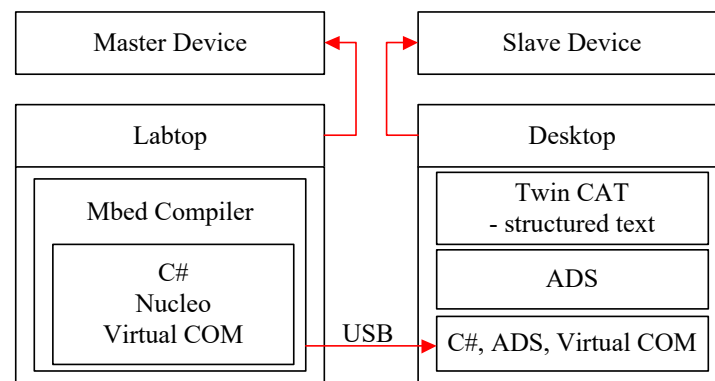 Master Device
Slave Device
Labtop
Desktop
Mbed Compiler
C#
Nucleo
Virtual COM
Twin CAT
- structured text
ADS
USB
C#, ADS, Virtual COM